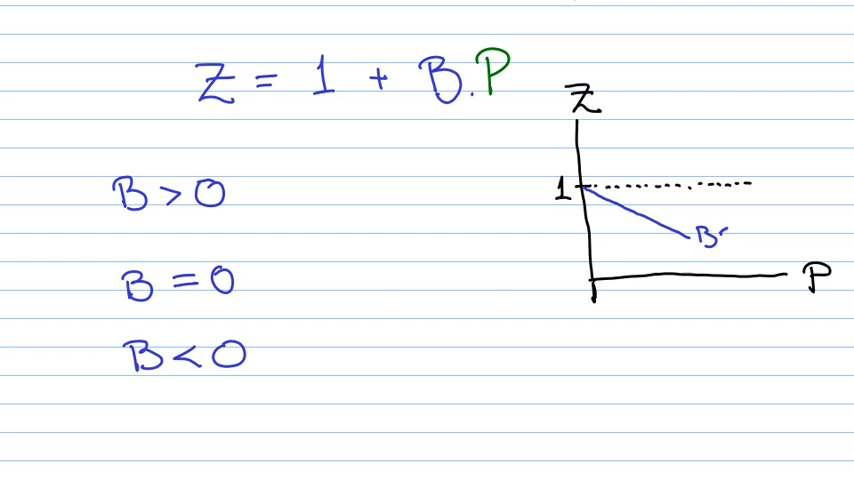 Z = 1 + B.P
Z
1
B > 0
B<
P
B = 0
B < 0